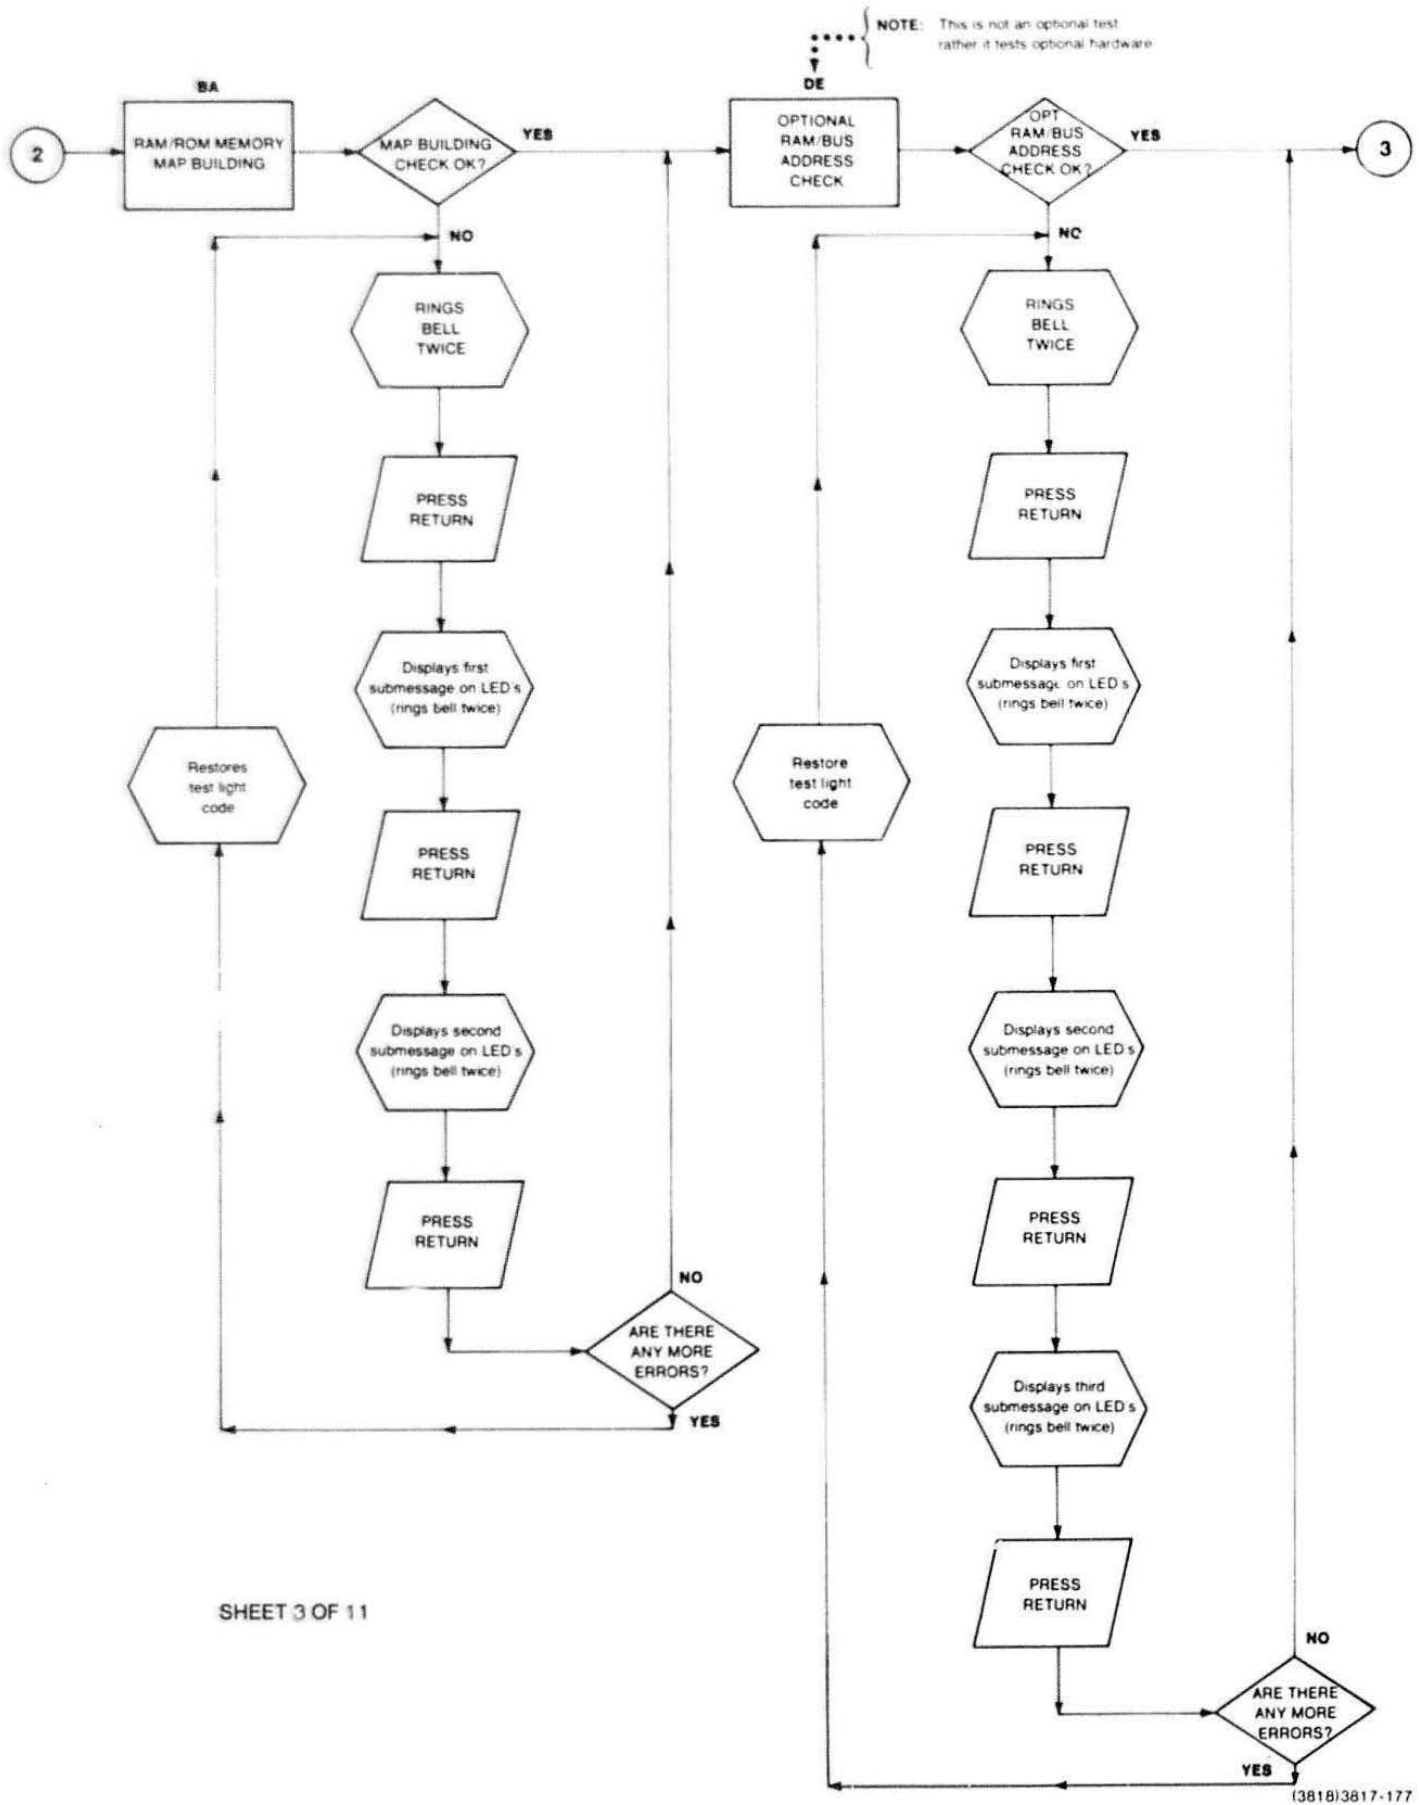 NOTE: This is not an optional test
rather it tests optional hardware
BA
DE
2
RAM/ROM MEMORY
MAP BUILDING
MAP BUILDING
CHECK OK?
YES
OPTIONAL
RAM/BUS
ADDRESS
CHECK
OPT
RAM/BUS
ADDRESS
CHECK OK?
YES
3
NO
RINGS
BELL
TWICE
PRESS
RETURN
Displays first
submessage on LED's
(rings bell twice)
Restores
test light
code
PRESS
RETURN
Displays second
submessage on LED's
(rings bell twice)
PRESS
RETURN
NO
ARE THERE
ANY MORE
ERRORS?
YES
NO
RINGS
BELL
TWICE
PRESS
RETURN
Displays first
submessage on LED's
(rings bell twice)
Restore
test light
code
PRESS
RETURN
Displays second
submessage on LED's
(rings bell twice)
PRESS
RETURN
Displays third
submessage on LED's
(rings bell twice)
PRESS
RETURN
NO
ARE THERE
ANY MORE
ERRORS?
YES
SHEET 3 OF 11
(3818)3817-177